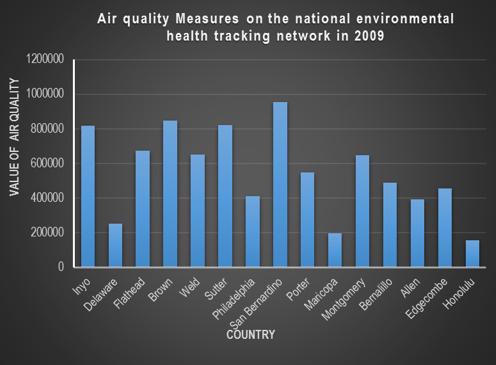 Air quality Measures on the national environmental
health tracking network in 2009
VALUE OF AIR QUALITY
1200000
1000000
800000
600000
400000
200000
0
Inyo
Delaware
Flathead
Brown
Weld
Sutter
Philadelphia
San Bernardino
Porter
Maricopa
Montgomery
Bernalillo
Allen
Edgecombe
Honolulu
COUNTRY